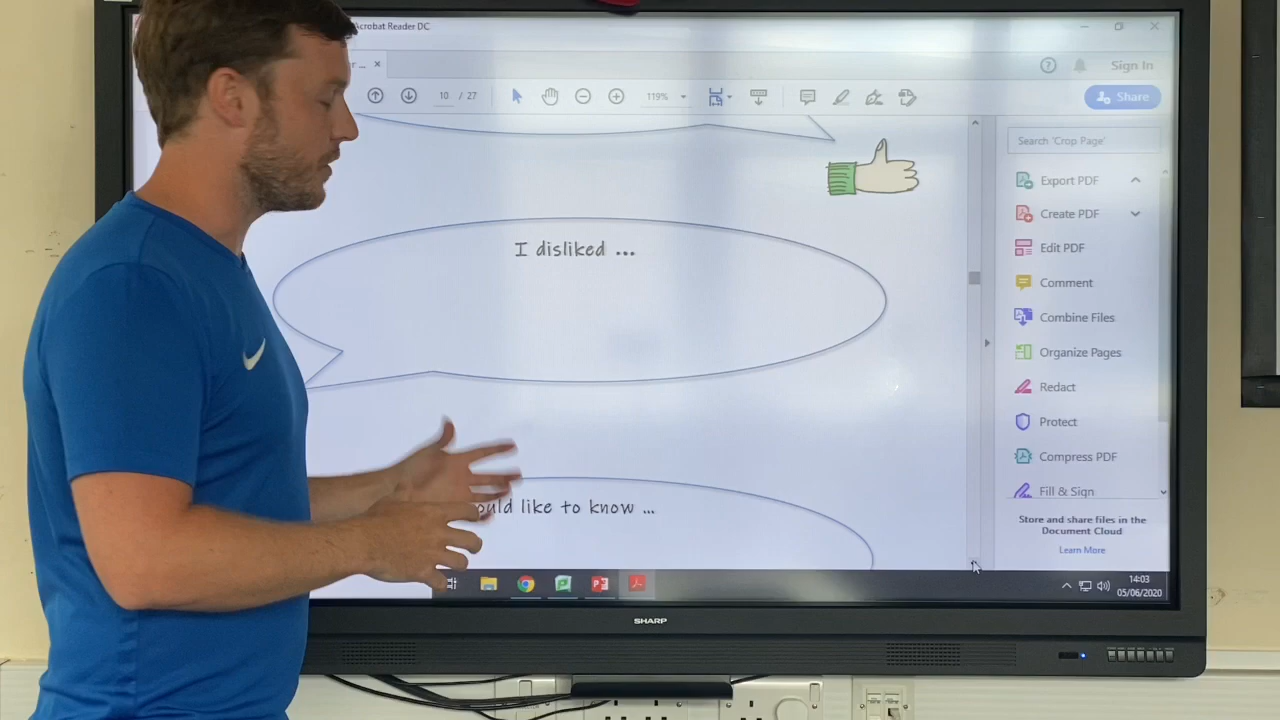 Acrobat Reader DC
Sign In
10 / 27
119%
Share
Search 'Crop Page'
Export PDF
Create PDF
Edit PDF
Comment
Combine Files
Organize Pages
Redact
Protect
Compress PDF
Fill & Sign
Store and share files in the
Document Cloud
Learn More
I disliked ...
like to know ...
14:03
05/06/2020
SHARP